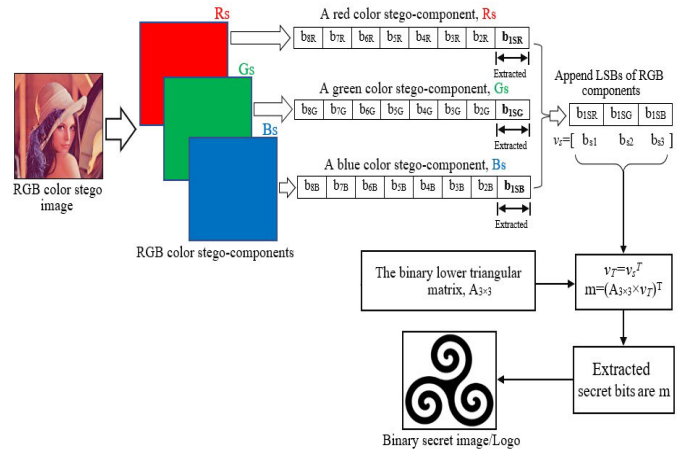 Rs
A red color stego-component, Rs
b8R b7R b6R b5R b4R b3R b2R b1SR
Extracted
Gs
A green color stego-component, Gs
b8G b7G b6G b5G b4G b3G b2G b1SG
Extracted
Bs
A blue color stego-component, Bs
b8B b7B b6B b5B b4B b3B b2B b1SB
Extracted
RGB color stego
image
RGB color stego-components
Append LSBs of RGB
components
b1SR b1SG b1SB
vs=[ bs1 bs2 bs3 ]
The binary lower triangular
matrix, A3×3
vT=vsT
m=(A3×3×vT)T
Extracted
secret bits are m
Binary secret image/Logo